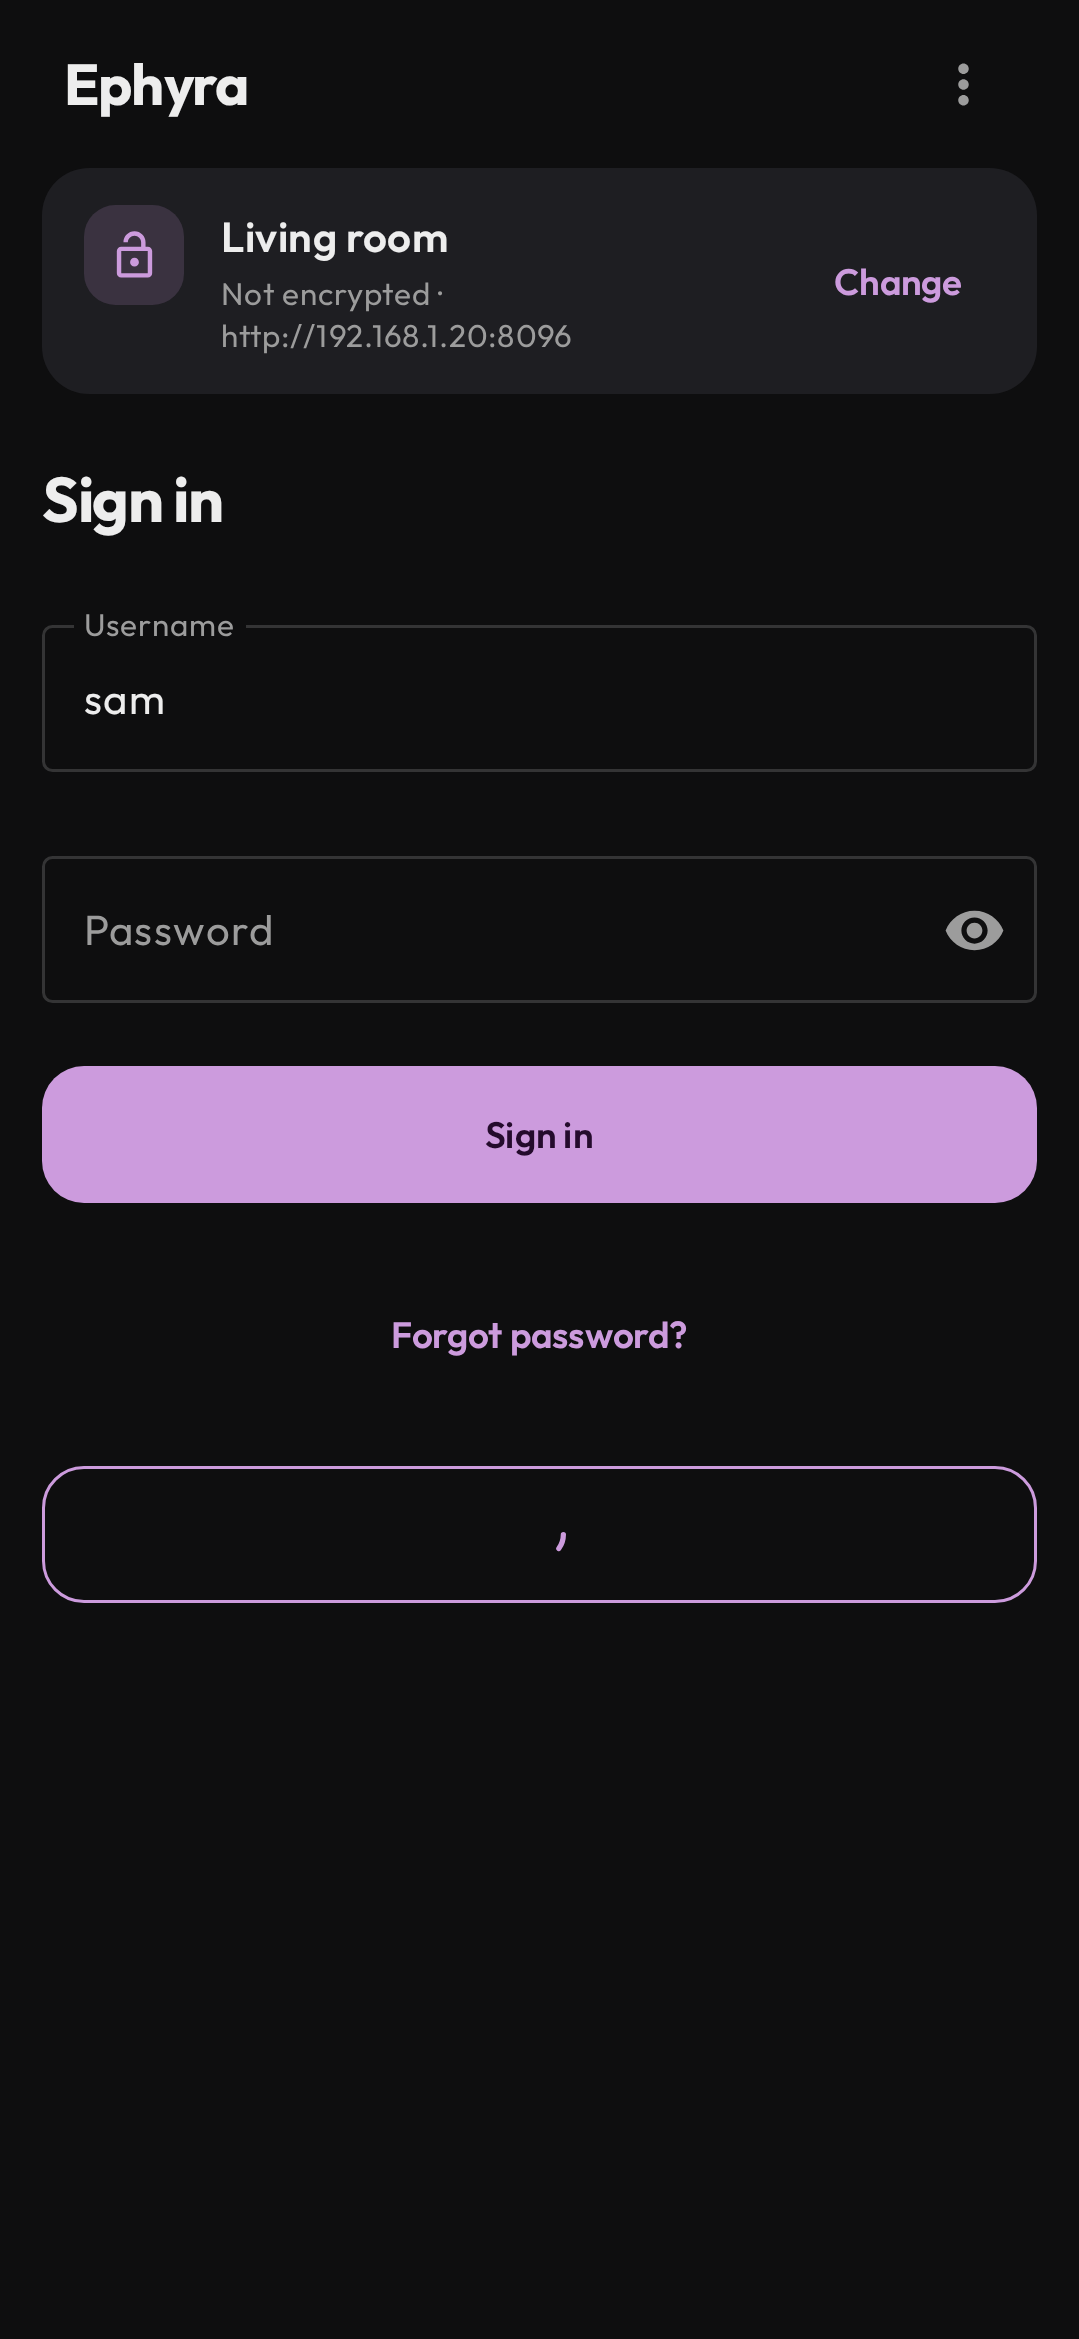 Ephyra
Living room
Not encrypted ·
http://192.168.1.20:8096
Change
Sign in
Username
sam
Password
Sign in
Forgot password?